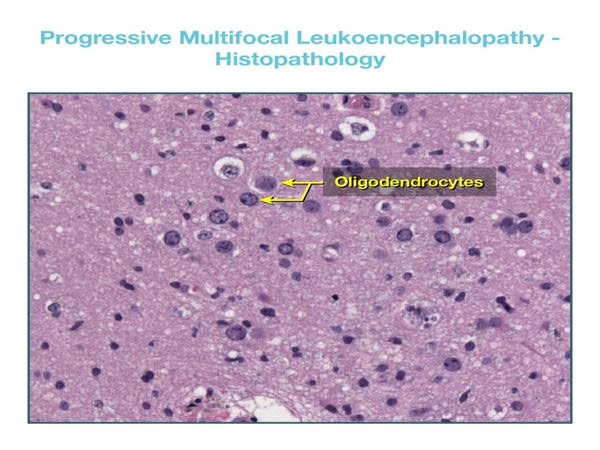 Progressive Multifocal Leukoencephalopathy -
Histopathology
Oligodendrocytes